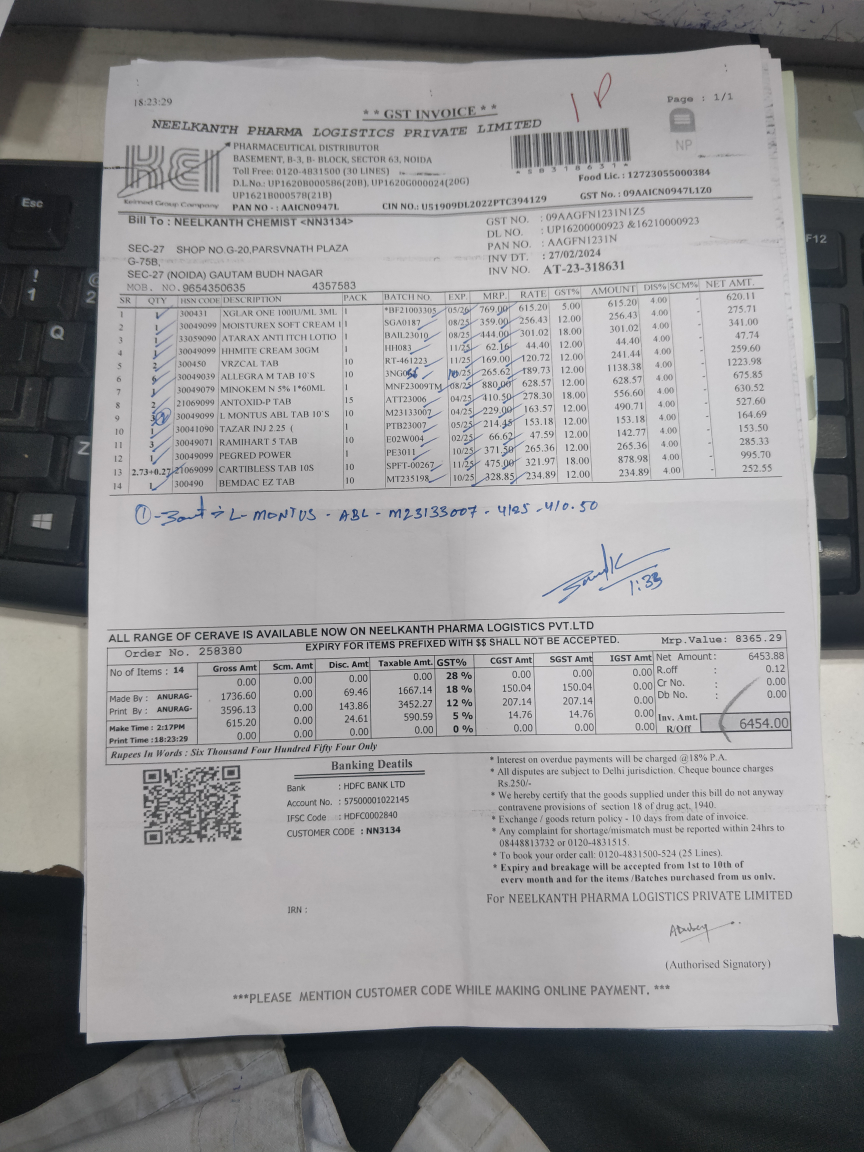 18:23:29
* * GST INVOICE * *
1P
Page : 1/1
NEELKANTH PHARMA LOGISTICS PRIVATE LIMITED
NP
KEI
Keimed Group Company
PHARMACEUTICAL DISTRIBUTOR
BASEMENT, B-3, B- BLOCK, SECTOR 63, NOIDA
Toll Free: 0120-4831500 (30 LINES)
D.L.No.: UP1620B000586(20B), UP1620G000024(20G)
UP1621B000578(21B)
PAN NO - : AAICN0947L
CIN NO.: U51909DL2022PTC394129
*50318631*
Food Lic. : 12723055000384
GST No. : 09AAICN0947L1Z0
Bill To : NEELKANTH CHEMIST <NN3134>
SEC-27 SHOP NO.G-20,PARSVNATH PLAZA
G-75B,
SEC-27 (NOIDA) GAUTAM BUDH NAGAR
MOB. NO.9654350635 4357583
GST NO. : 09AAGFN1231N1Z5
DL NO. : UP16200000923 &16210000923
PAN NO. : AAGFN1231N
INV DT. : 27/02/2024
INV NO. AT-23-318631
SR QTY HSN CODE DESCRIPTION PACK BATCH NO. EXP MRP RATE GST% AMOUNT DIS% SCM% NET AMT.
1 300431 XGLAR ONE 100IU/ML 3ML 1 *BF21003305 05/26 769.00 615.20 5.00 615.20 4.00 - 620.11
2 1 30049099 MOISTUREX SOFT CREAM 1 1 SGA0187 08/25 359.00 256.43 12.00 256.43 4.00 - 275.71
3 1 33059090 ATARAX ANTI ITCH LOTIO 1 BAIL23010 08/25 444.00 301.02 18.00 301.02 4.00 - 341.00
4 1 30049099 HHMITE CREAM 30GM 1 HH083 11/25 62.16 44.40 12.00 44.40 4.00 - 47.74
5 2 300450 VRZCAL TAB 10 RT-461223 11/25 169.00 120.72 12.00 241.44 4.00 - 259.60
6 30049039 ALLEGRA M TAB 10'S 10 265.62 189.73 12.00 1138.38 4.00 - 1223.98
7 1 30049079 MINOKEM N 5% 1*60ML 1 MNF23009TM 08/25 880.00 628.57 12.00 628.57 4.00 - 675.85
8 2 21069099 ANTOXID-P TAB 15 ATT23006 04/25 410.50 278.30 18.00 556.60 4.00 - 630.52
9 3 30049099 L MONTUS ABL TAB 10'S 10 M23133007 04/25 229.00 163.57 12.00 490.71 4.00 - 527.60
10 1 30041090 TAZAR INJ 2.25 ( 1 PTB23007 05/25 214.45 153.18 12.00 153.18 4.00 - 164.69
11 3 30049071 RAMIHART 5 TAB 10 E02W004 02/25 66.62 47.59 12.00 142.77 4.00 - 153.50
12 1 30049099 PEGRED POWER 1 PE3011 10/25 371.50 265.36 12.00 265.36 4.00 - 285.33
13 2.73+0.27 21069099 CARTIBLESS TAB 10S 10 SPFT-00267 11/25 475.00 321.97 18.00 878.98 4.00 - 995.70
14 1 300490 BEMDAC EZ TAB 10 MT235198 10/25 328.85 234.89 12.00 234.89 4.00 - 252.55
L-MONTUS - ABL - M23133007 - 4/25 - 410.50
1:33
ALL RANGE OF CERAVE IS AVAILABLE NOW ON NEELKANTH PHARMA LOGISTICS PVT.LTD
Order No. 258380 EXPIRY FOR ITEMS PREFIXED WITH $$ SHALL NOT BE ACCEPTED. Mrp.Value: 8365.29
No of Items : 14
Made By : ANURAG-
Print By : ANURAG-
Make Time : 2:17PM
Print Time :18:23:29
Gross Amt Scm. Amt Disc. Amt Taxable Amt. GST% CGST Amt SGST Amt IGST Amt
0.00 0.00 0.00 0.00 28 % 0.00 0.00 0.00
1736.60 0.00 69.46 1667.14 18 % 150.04 150.04 0.00
3596.13 0.00 143.86 3452.27 12 % 207.14 207.14 0.00
615.20 0.00 24.61 590.59 5 % 14.76 14.76 0.00
0.00 0.00 0.00 0.00 0 % 0.00 0.00 0.00
Net Amount : 6453.88
R.off : 0.12
Cr No. : 0.00
Db No. : 0.00
Inv. Amt. R/Off 6454.00
Rupees In Words : Six Thousand Four Hundred Fifty Four Only
Banking Deatils
Bank : HDFC BANK LTD
Account No. : 57500001022145
IFSC Code : HDFC0002840
CUSTOMER CODE : NN3134
IRN :
* Interest on overdue payments will be charged @18% P.A.
* All disputes are subject to Delhi jurisdiction. Cheque bounce charges
Rs.250/-
* We hereby certify that the goods supplied under this bill do not anyway
contravene provisions of section 18 of drug act, 1940.
* Exchange / goods return policy - 10 days from date of invoice.
* Any complaint for shortage/mismatch must be reported within 24hrs to
08448813732 or 0120-4831515.
* To book your order call: 0120-4831500-524 (25 Lines).
* Expiry and breakage will be accepted from 1st to 10th of
every month and for the items /Batches purchased from us only.
For NEELKANTH PHARMA LOGISTICS PRIVATE LIMITED
(Authorised Signatory)
***PLEASE MENTION CUSTOMER CODE WHILE MAKING ONLINE PAYMENT. ***
Esc
!
1
Q
Z
F12